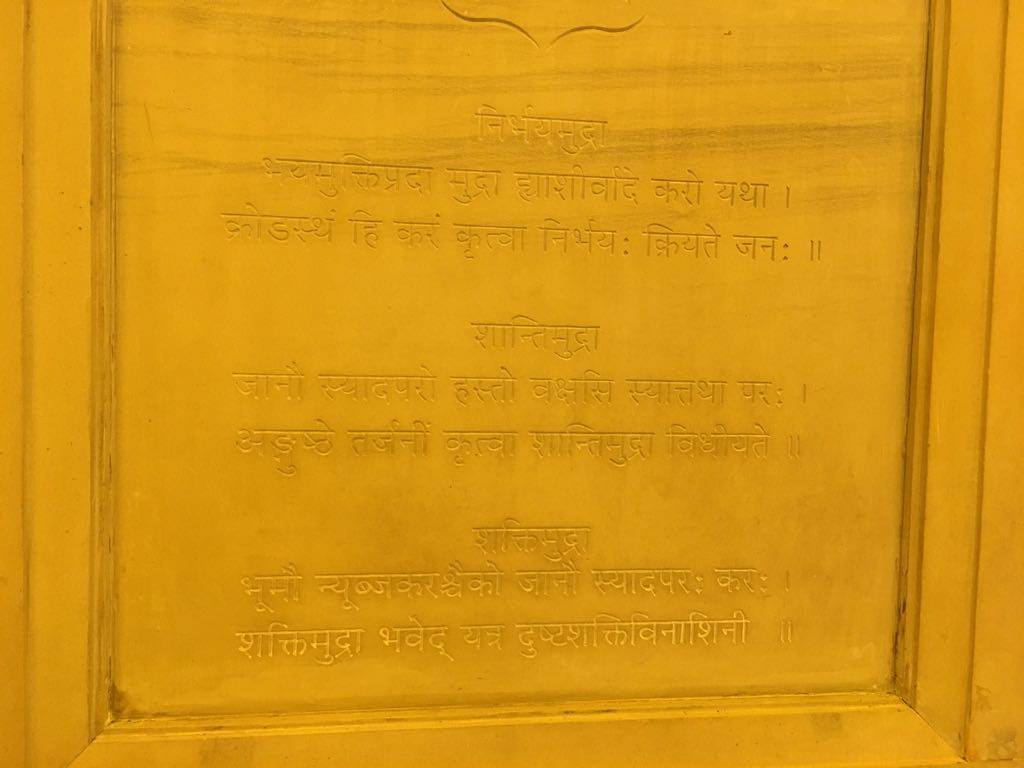 निर्भयमुद्रा
भयमुक्तिप्रदा मुद्रा ह्याशीर्वादे करो यथा ।
क्रोडस्थं हि करं कृत्वा निर्भयः क्रियते जनः ॥
शान्तिमुद्रा
जानौ स्यादपरो हस्तो वक्षसि स्यात्तथा परः ।
अङ्गुष्ठे तर्जनीं कृत्वा शान्तिमुद्रा विधीयते ॥
शक्तिमुद्रा
भूमौ न्यूब्जकरश्चैको जानौ स्यादपरः करः ।
शक्तिमुद्रा भवेद् यत्र दुष्टशक्तिविनाशिनी ॥